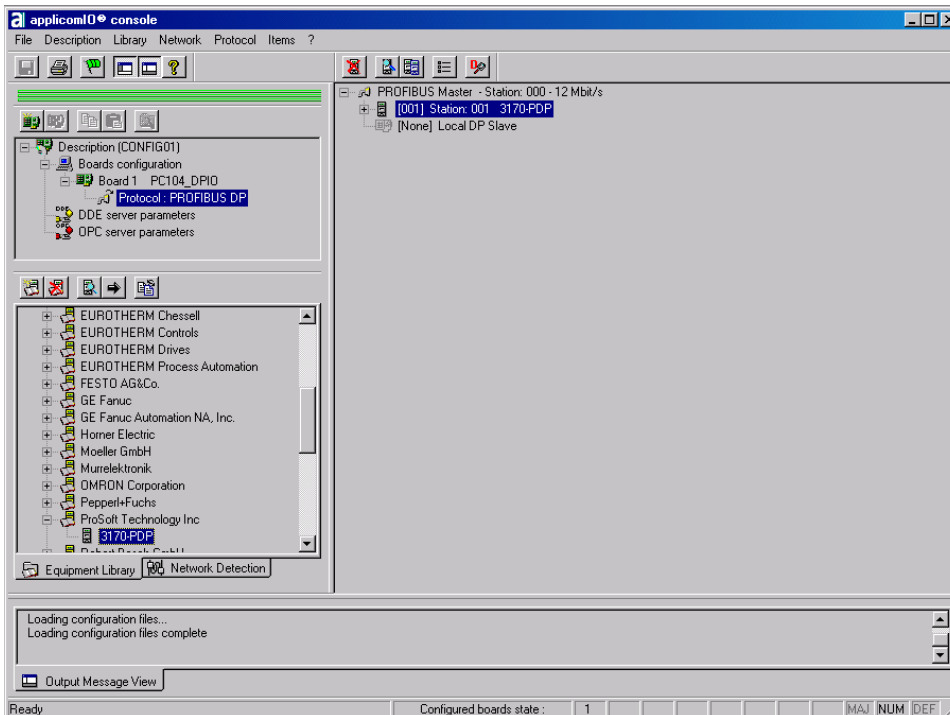 applicomIO® console
File Description Library Network Protocol Items ?
PROFIBUS Master - Station: 000 - 12 Mbit/s
[001] Station: 001 3170-PDP
[None] Local DP Slave
Description (CONFIG01)
Boards configuration
Board 1 PC104_DPIO
Protocol : PROFIBUS DP
DDE server parameters
OPC server parameters
EUROTHERM Chessell
EUROTHERM Controls
EUROTHERM Drives
EUROTHERM Process Automation
FESTO AG&Co.
GE Fanuc
GE Fanuc Automation NA, Inc.
Horner Electric
Moeller GmbH
Murrelektronik
OMRON Corporation
Pepperl+Fuchs
ProSoft Technology Inc
3170-PDP
Equipment Library Network Detection
Loading configuration files...
Loading configuration files complete
Output Message View
Ready Configured boards state : 1 MAJ NUM DEF